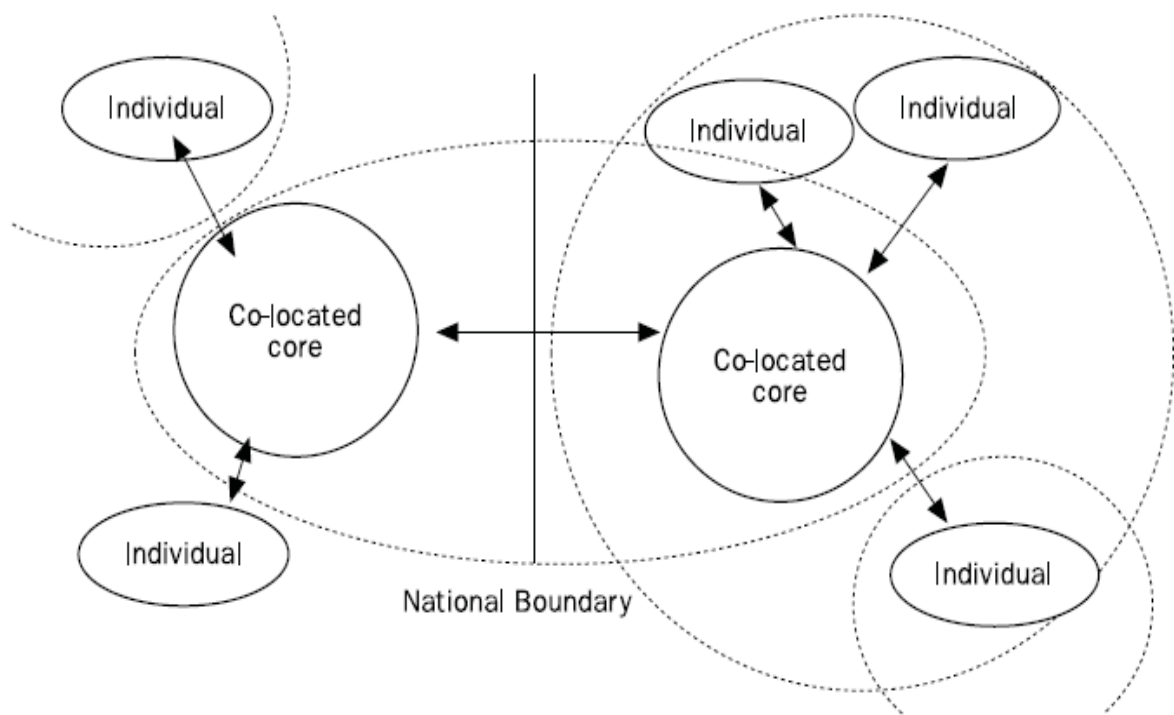 Individual
Individual
Individual
Co-located
core
Co-located
core
Individual
Individual
National Boundary